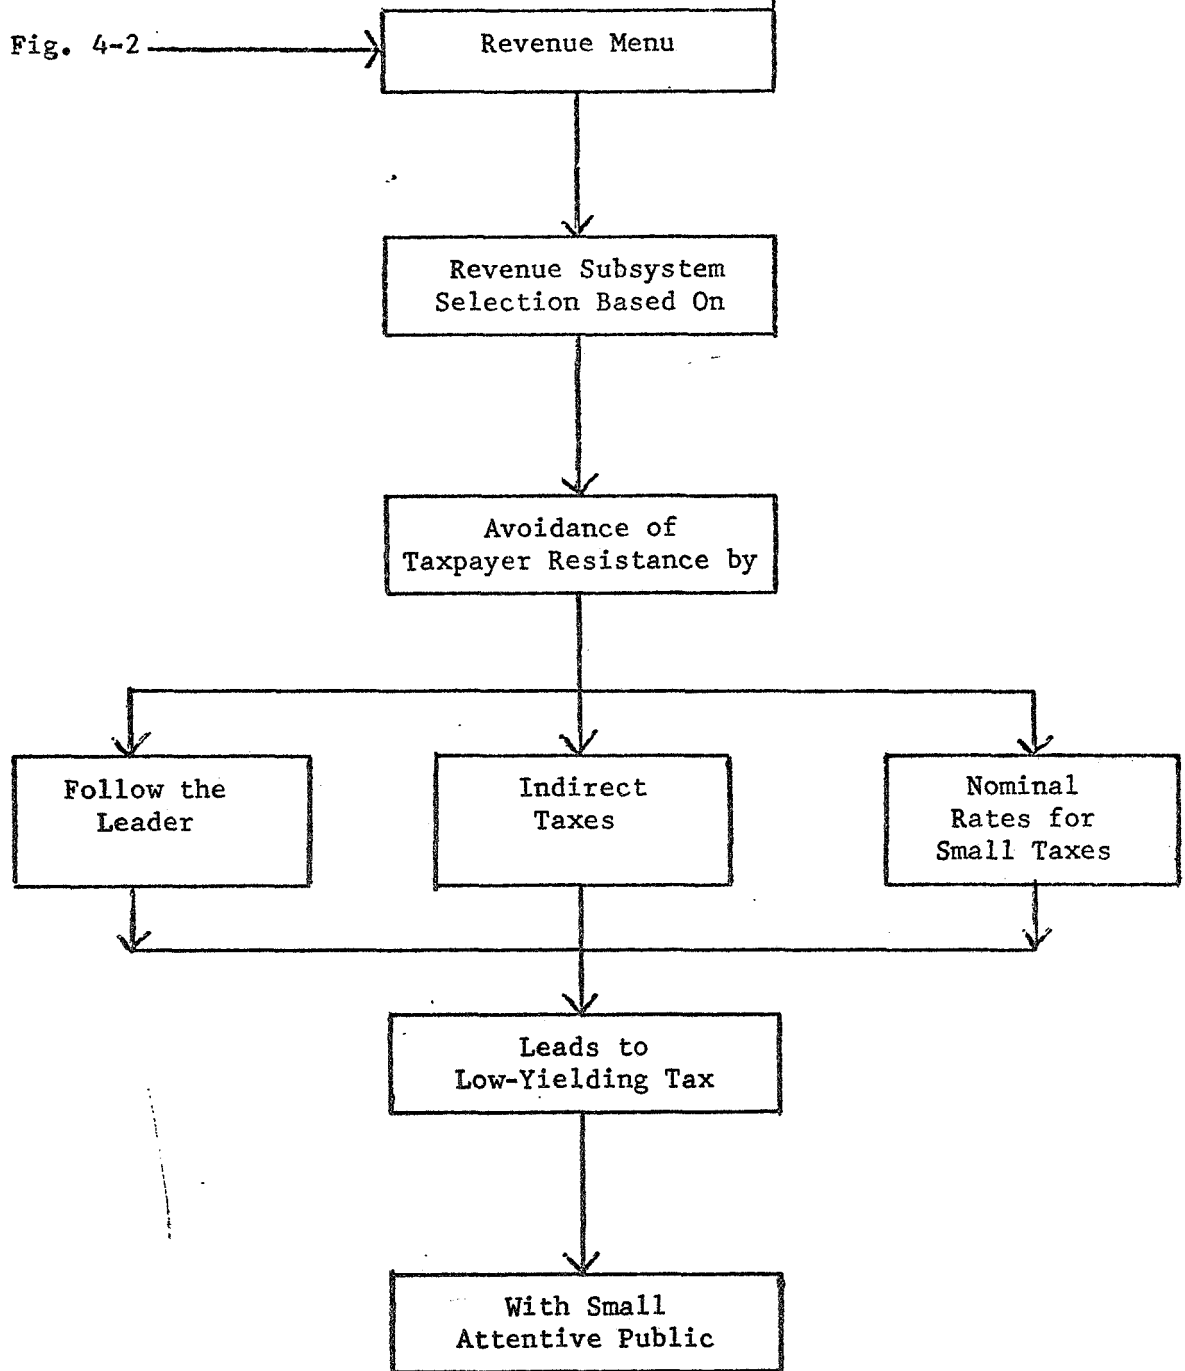 Fig. 4-2
Revenue Menu
Revenue Subsystem
Selection Based On
Avoidance of
Taxpayer Resistance by
Follow the
Leader
Indirect
Taxes
Nominal
Rates for
Small Taxes
Leads to
Low-Yielding Tax
With Small
Attentive Public